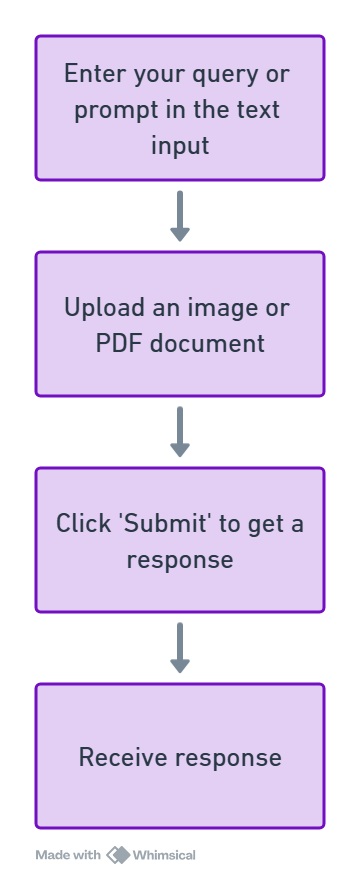 Enter your query or
prompt in the text
input
Upload an image or
PDF document
Click 'Submit' to get a
response
Receive response
Made with Whimsical